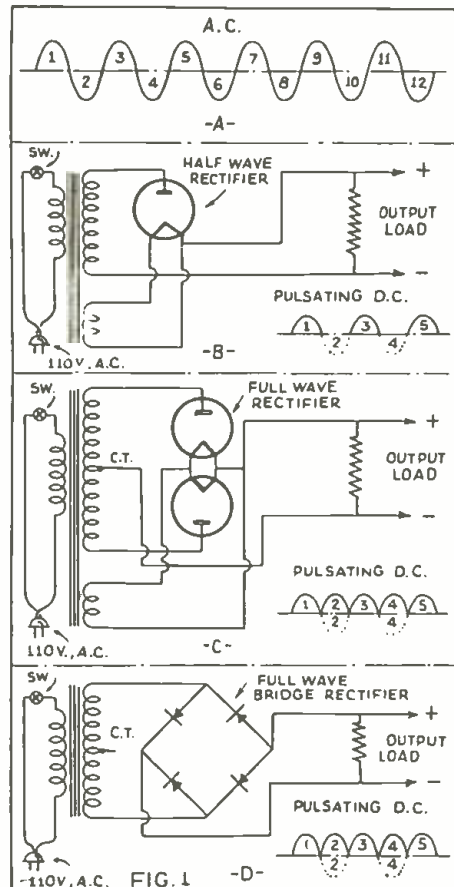 A.C.
1 3 5 7 9 11
2 4 6 8 10 12
-A-
SW.
HALF WAVE
RECTIFIER
+
OUTPUT
LOAD
-
PULSATING D.C.
1 3 5
2 4
110V., A.C.
-B-
SW.
FULL WAVE
RECTIFIER
C.T.
+
OUTPUT
LOAD
-
PULSATING D.C.
1 2 3 4 5
2 4
110V., A.C.
-C-
SW
FULL WAVE
BRIDGE RECTIFIER
C.T.
+
OUTPUT
LOAD
-
PULSATING D.C.
1 2 3 4 5
2 4
110V, A.C.
FIG. 1
-D-